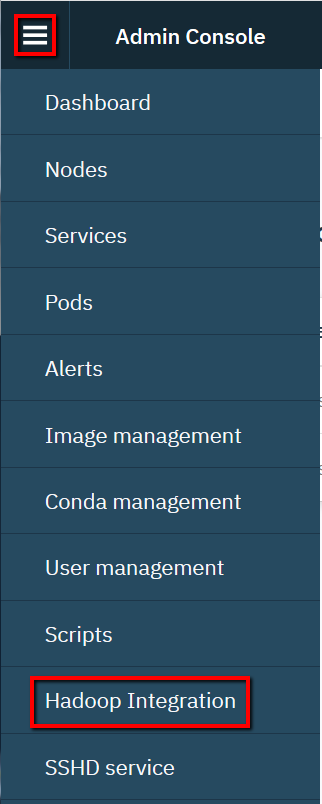 Admin Console
Dashboard
Nodes
Services
Pods
Alerts
Image management
Conda management
User management
Scripts
Hadoop Integration
SSHD service